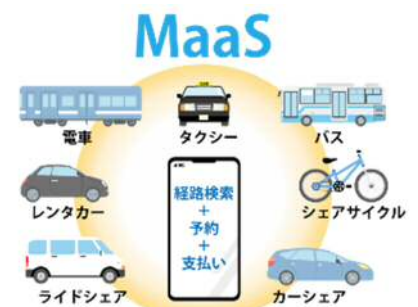 MaaS
電車
タクシー
バス
レンタカー
経路検索
+
予約
+
支払い
シェアサイクル
ライドシェア
カーシェア